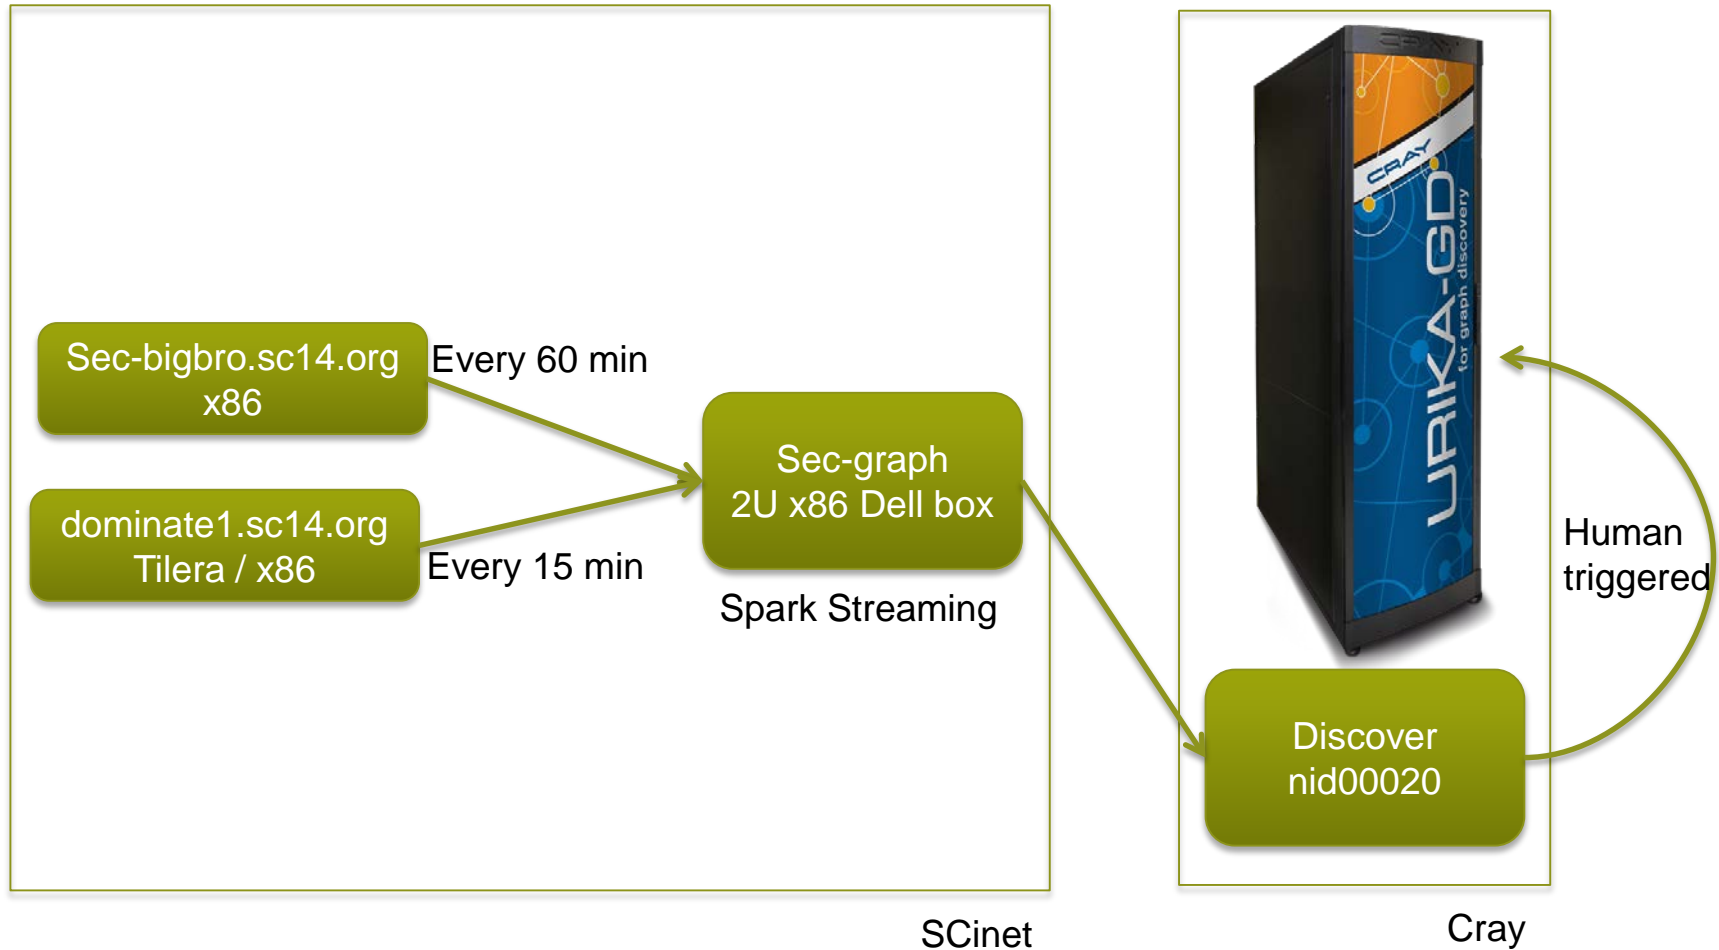 Sec-bigbro.sc14.org
x86
Every 60 min
dominate1.sc14.org
Tilera / x86
Every 15 min
Sec-graph
2U x86 Dell box
Spark Streaming
SCinet
CRAY
CRAY
URIKA-GD
for graph discovery
Human
triggered
Discover
nid00020
Cray